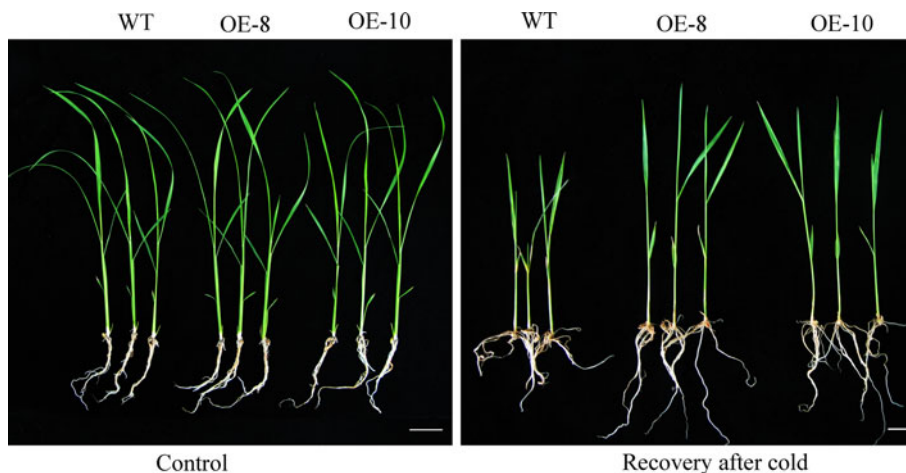 WT OE-8 OE-10 WT OE-8 OE-10
Control Recovery after cold